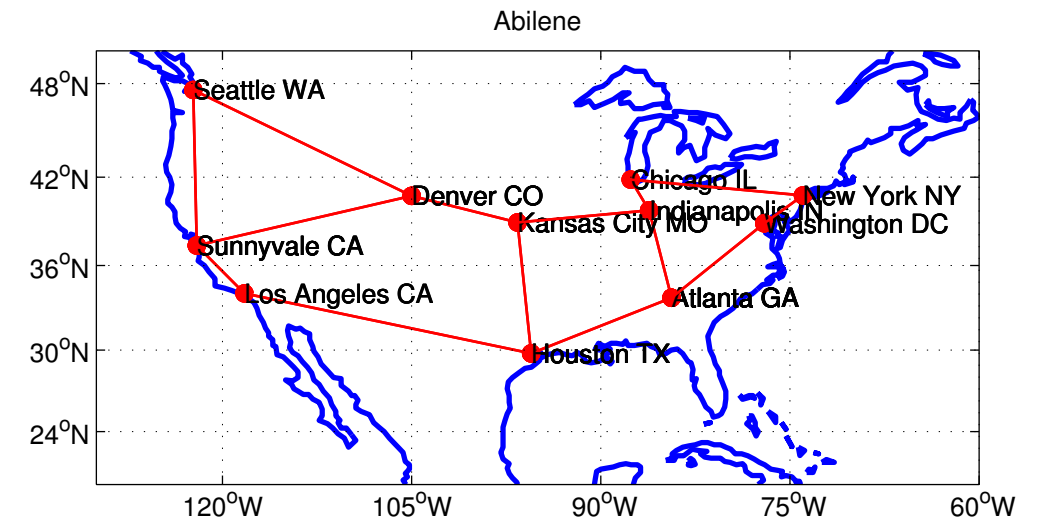 Abilene
48°N
42°N
36°N
30°N
24°N
Seattle WA
Chicago IL
Denver CO
New York NY
Indianapolis IN
Kansas City MO
Washington DC
Sunnyvale CA
Los Angeles CA
Atlanta GA
Houston TX
120°W
105°W
90°W
75°W
60°W